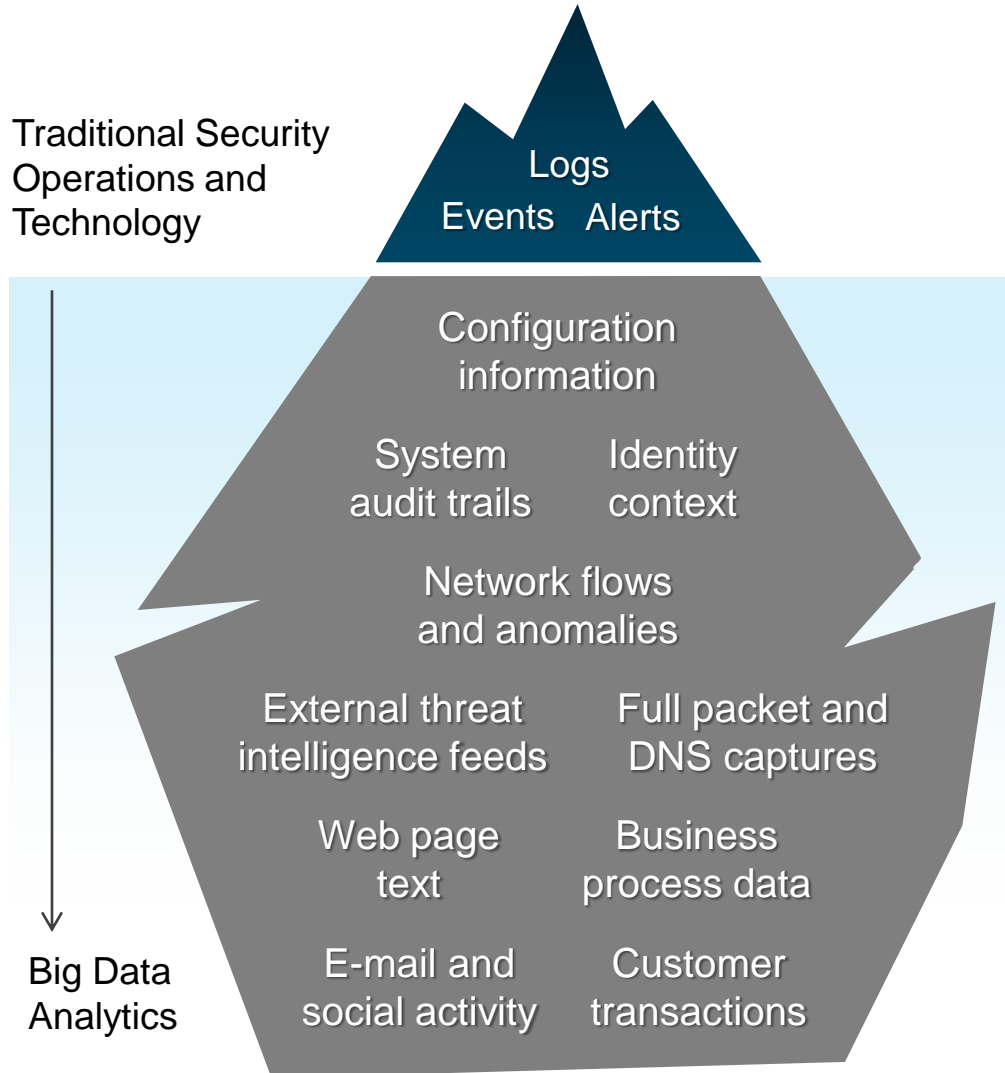 Traditional Security
Operations and
Technology
Logs
Events Alerts
Configuration
information
System
audit trails
Identity
context
Network flows
and anomalies
External threat
intelligence feeds
Full packet and
DNS captures
Web page
text
Business
process data
E-mail and
social activity
Customer
transactions
Big Data
Analytics